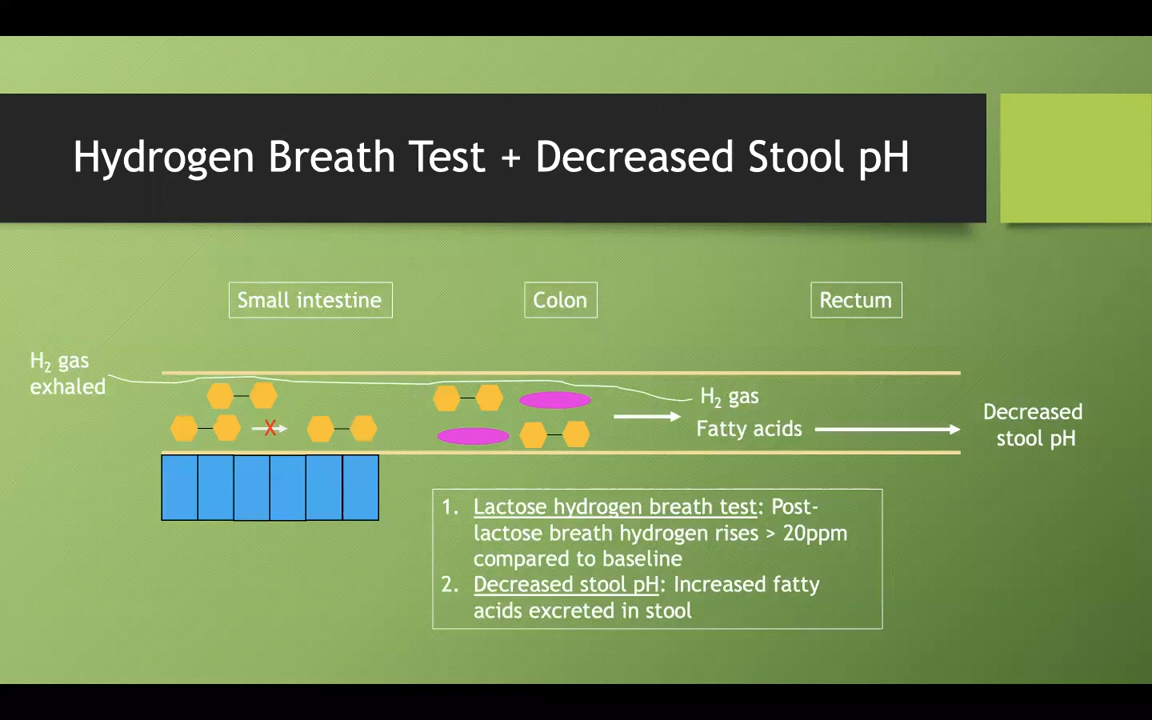 Hydrogen Breath Test + Decreased Stool pH
Small intestine
Colon
Rectum
H₂ gas
exhaled
X
H₂ gas
Fatty acids
Decreased
stool pH
1. Lactose hydrogen breath test: Post-
lactose breath hydrogen rises > 20ppm
compared to baseline
2. Decreased stool pH: Increased fatty
acids excreted in stool